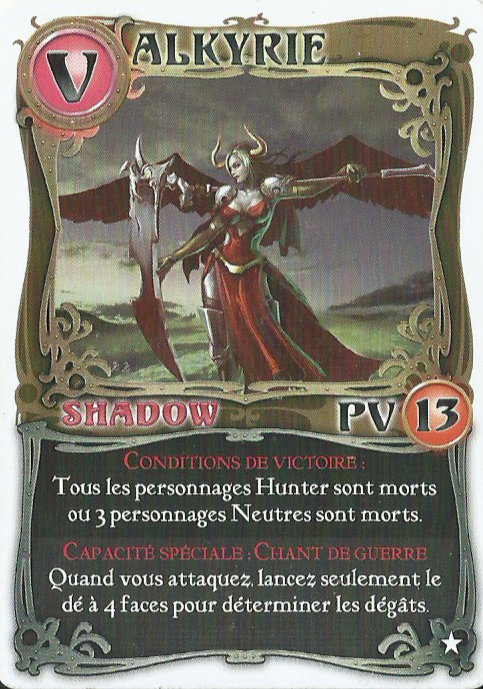 VALKYRIE
SHADOW PV 13
CONDITIONS DE VICTOIRE :
Tous les personnages Hunter sont morts
ou 3 personnages Neutres sont morts.
CAPACITÉ SPÉCIALE : CHANT DE GUERRE
Quand vous attaquez, lancez seulement le
dé à 4 faces pour déterminer les dégâts.